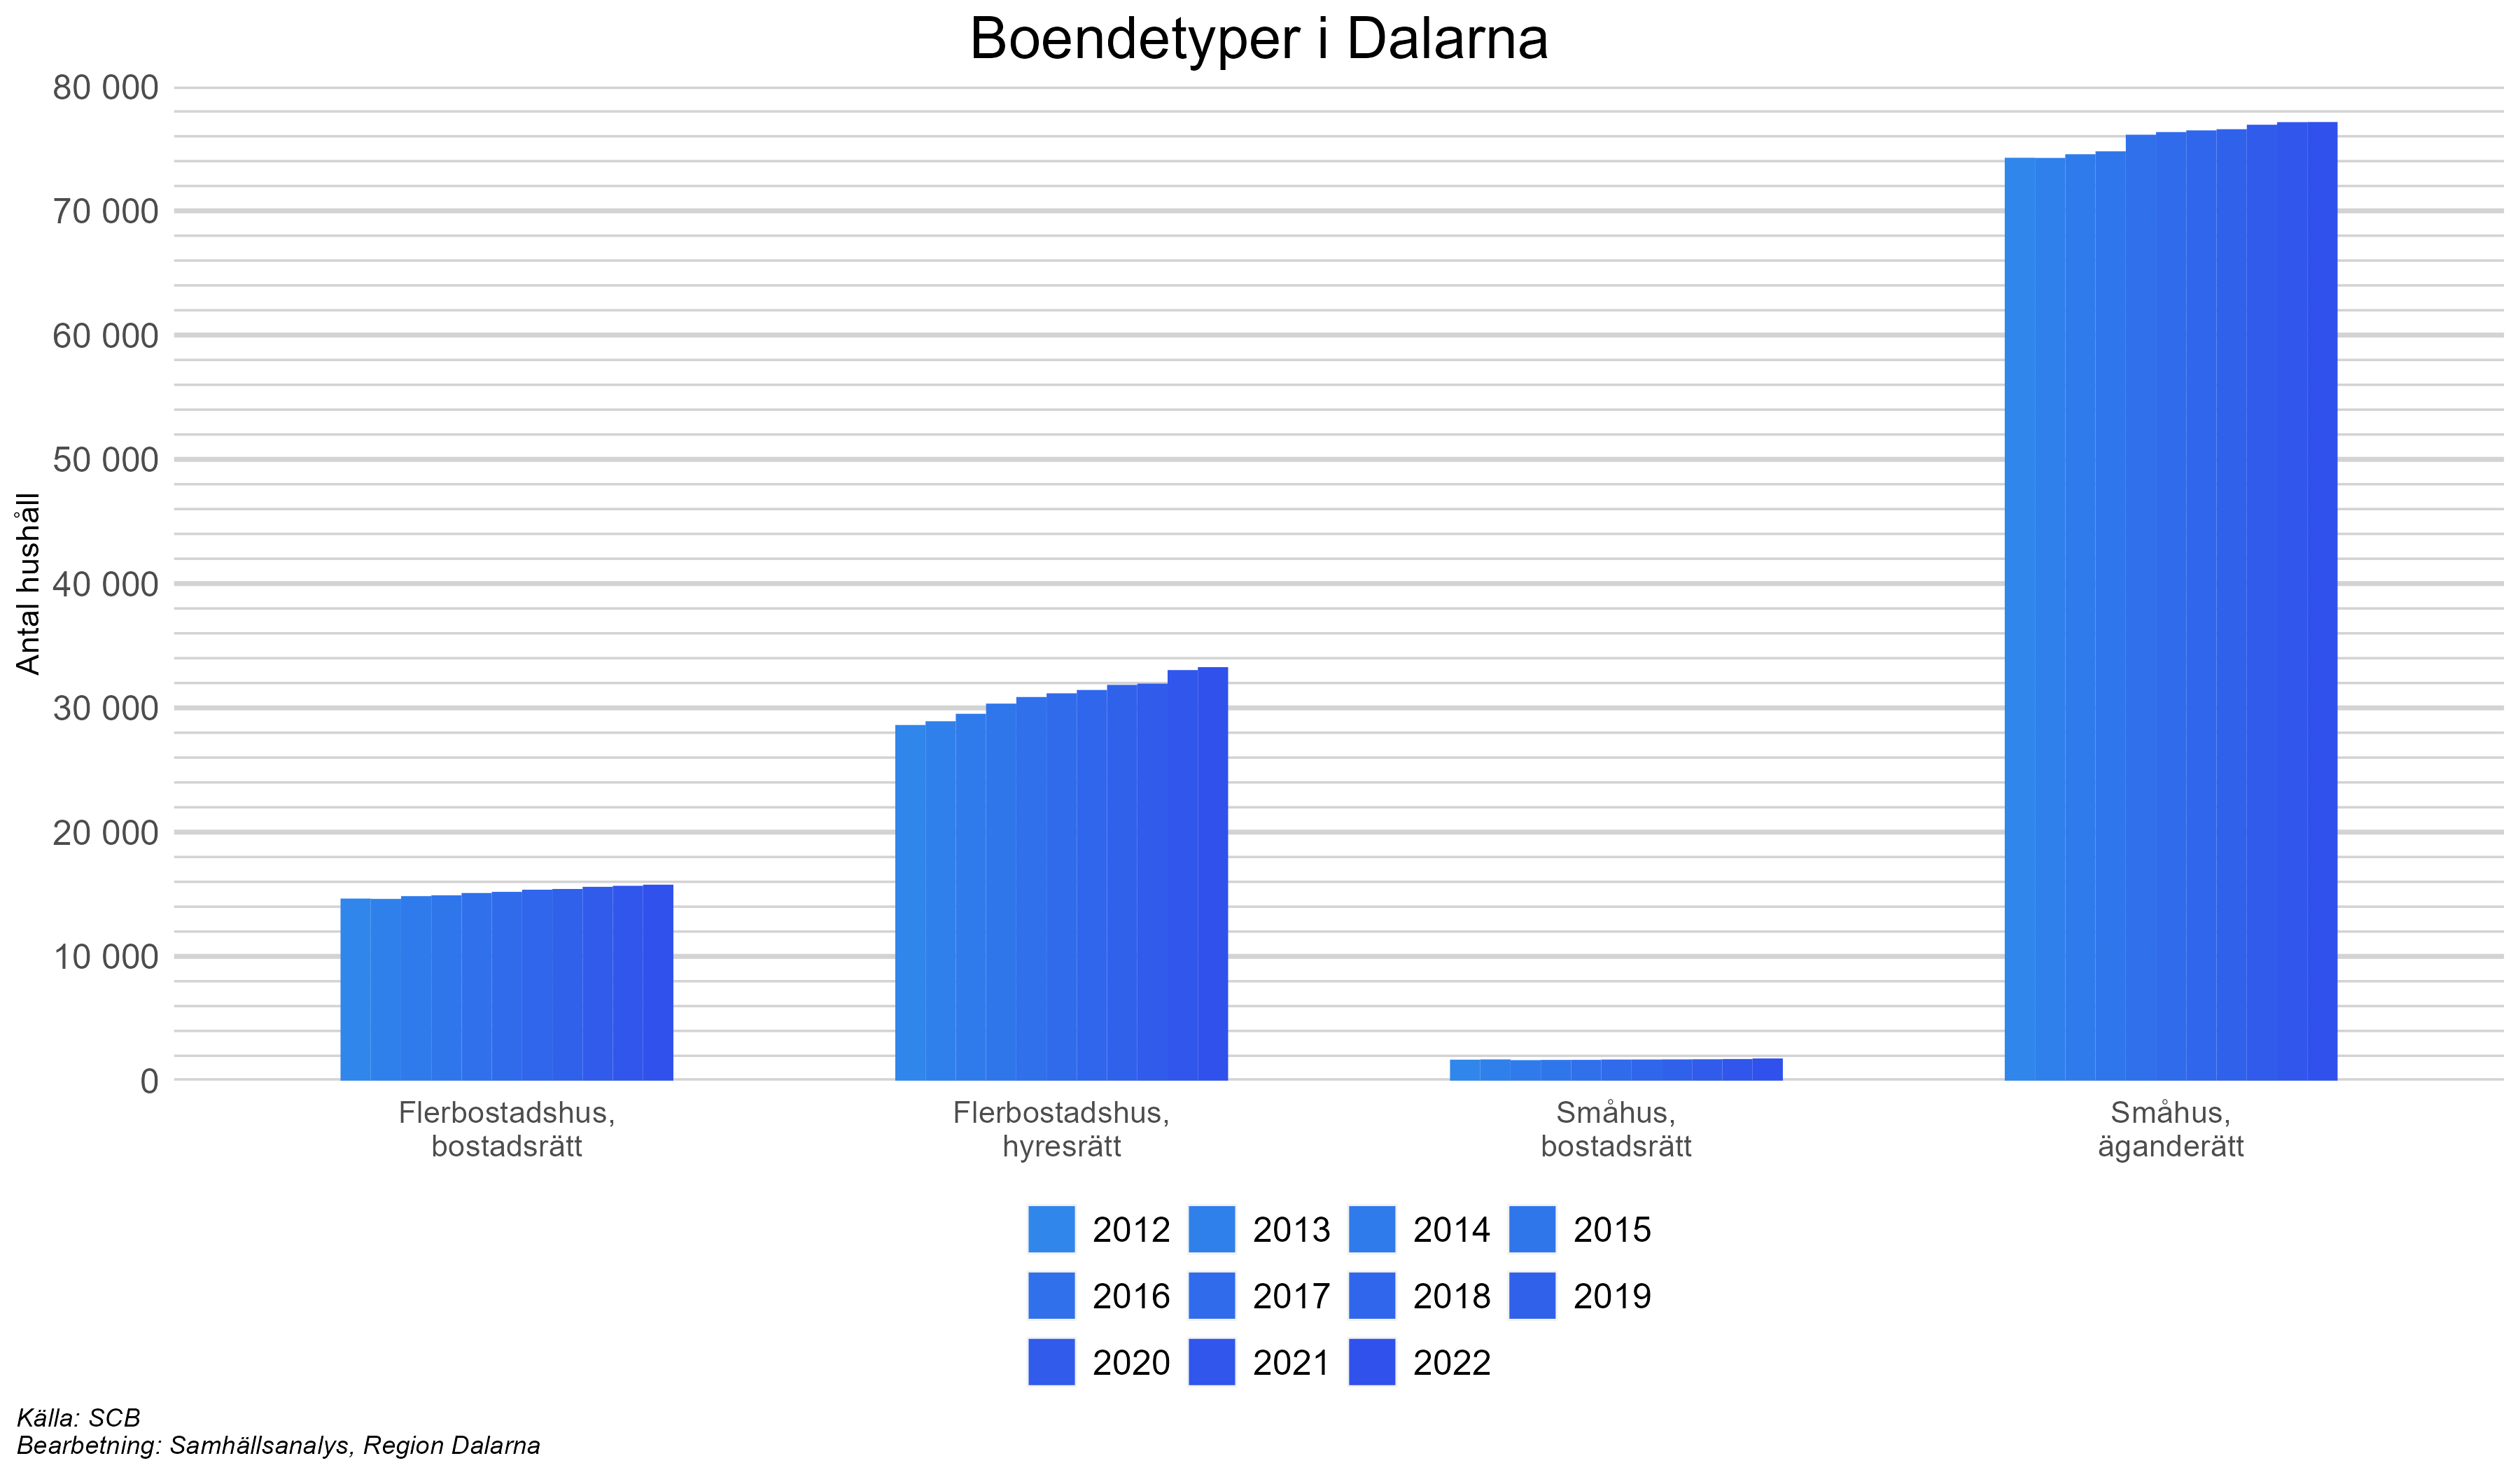 Boendetyper i Dalarna
80 000
70 000
60 000
50 000
40 000
30 000
20 000
10 000
0
Antal hushåll
Flerbostadshus,
bostadsrätt
Flerbostadshus,
hyresrätt
Småhus,
bostadsrätt
Småhus,
äganderätt
2012 2013 2014 2015
2016 2017 2018 2019
2020 2021 2022
Källa: SCB
Bearbetning: Samhällsanalys, Region Dalarna